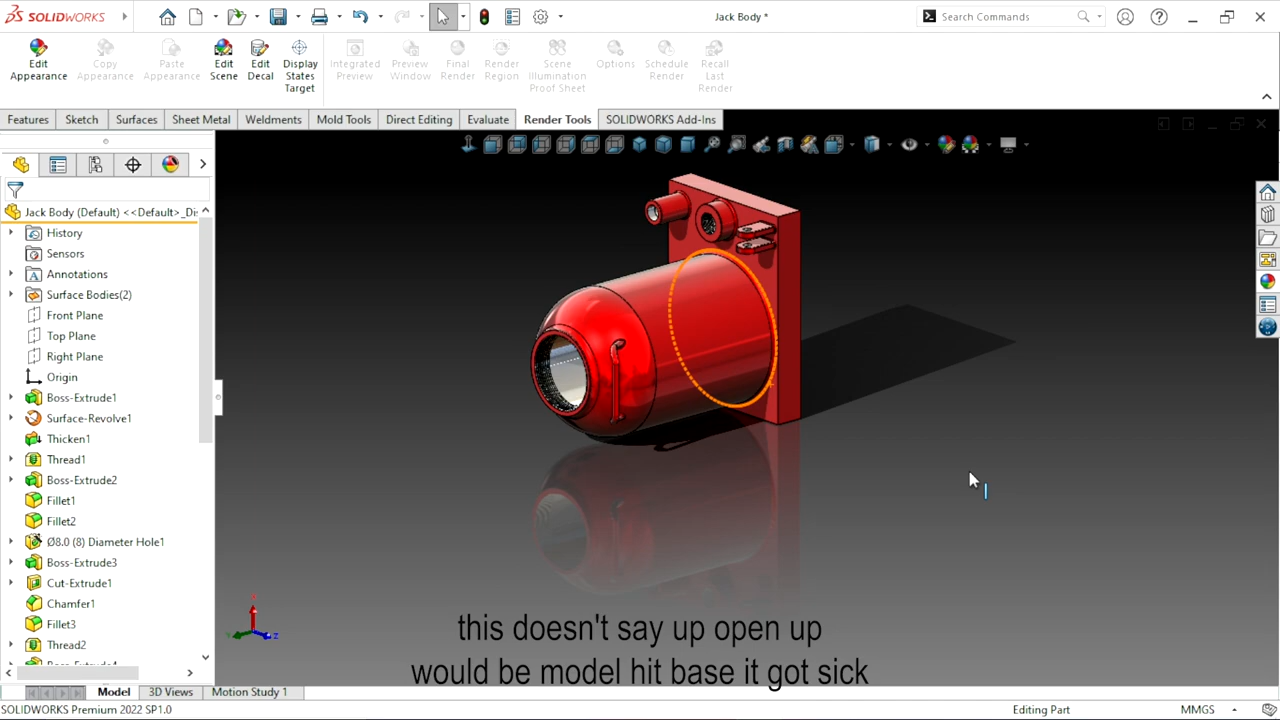 SOLIDWORKS
Jack Body *
Search Commands
Edit Appearance
Copy Appearance
Paste Appearance
Edit Scene
Edit Decal
Display States Target
Integrated Preview
Preview Window
Final Render
Render Region
Scene Illumination Proof Sheet
Options
Schedule Render
Recall Last Render
Features
Sketch
Surfaces
Sheet Metal
Weldments
Mold Tools
Direct Editing
Evaluate
Render Tools
SOLIDWORKS Add-Ins
Jack Body (Default) <<Default>_Dis
History
Sensors
Annotations
Surface Bodies(2)
Front Plane
Top Plane
Right Plane
Origin
Boss-Extrude1
Surface-Revolve1
Thicken1
Thread1
Boss-Extrude2
Fillet1
Fillet2
Ø8.0 (8) Diameter Hole1
Boss-Extrude3
Cut-Extrude1
Chamfer1
Fillet3
Thread2
Boss-Extrude4
this doesn't say up open up
would be model hit base it got sick
Model
3D Views
Motion Study 1
SOLIDWORKS Premium 2022 SP1.0
Editing Part
MMGS